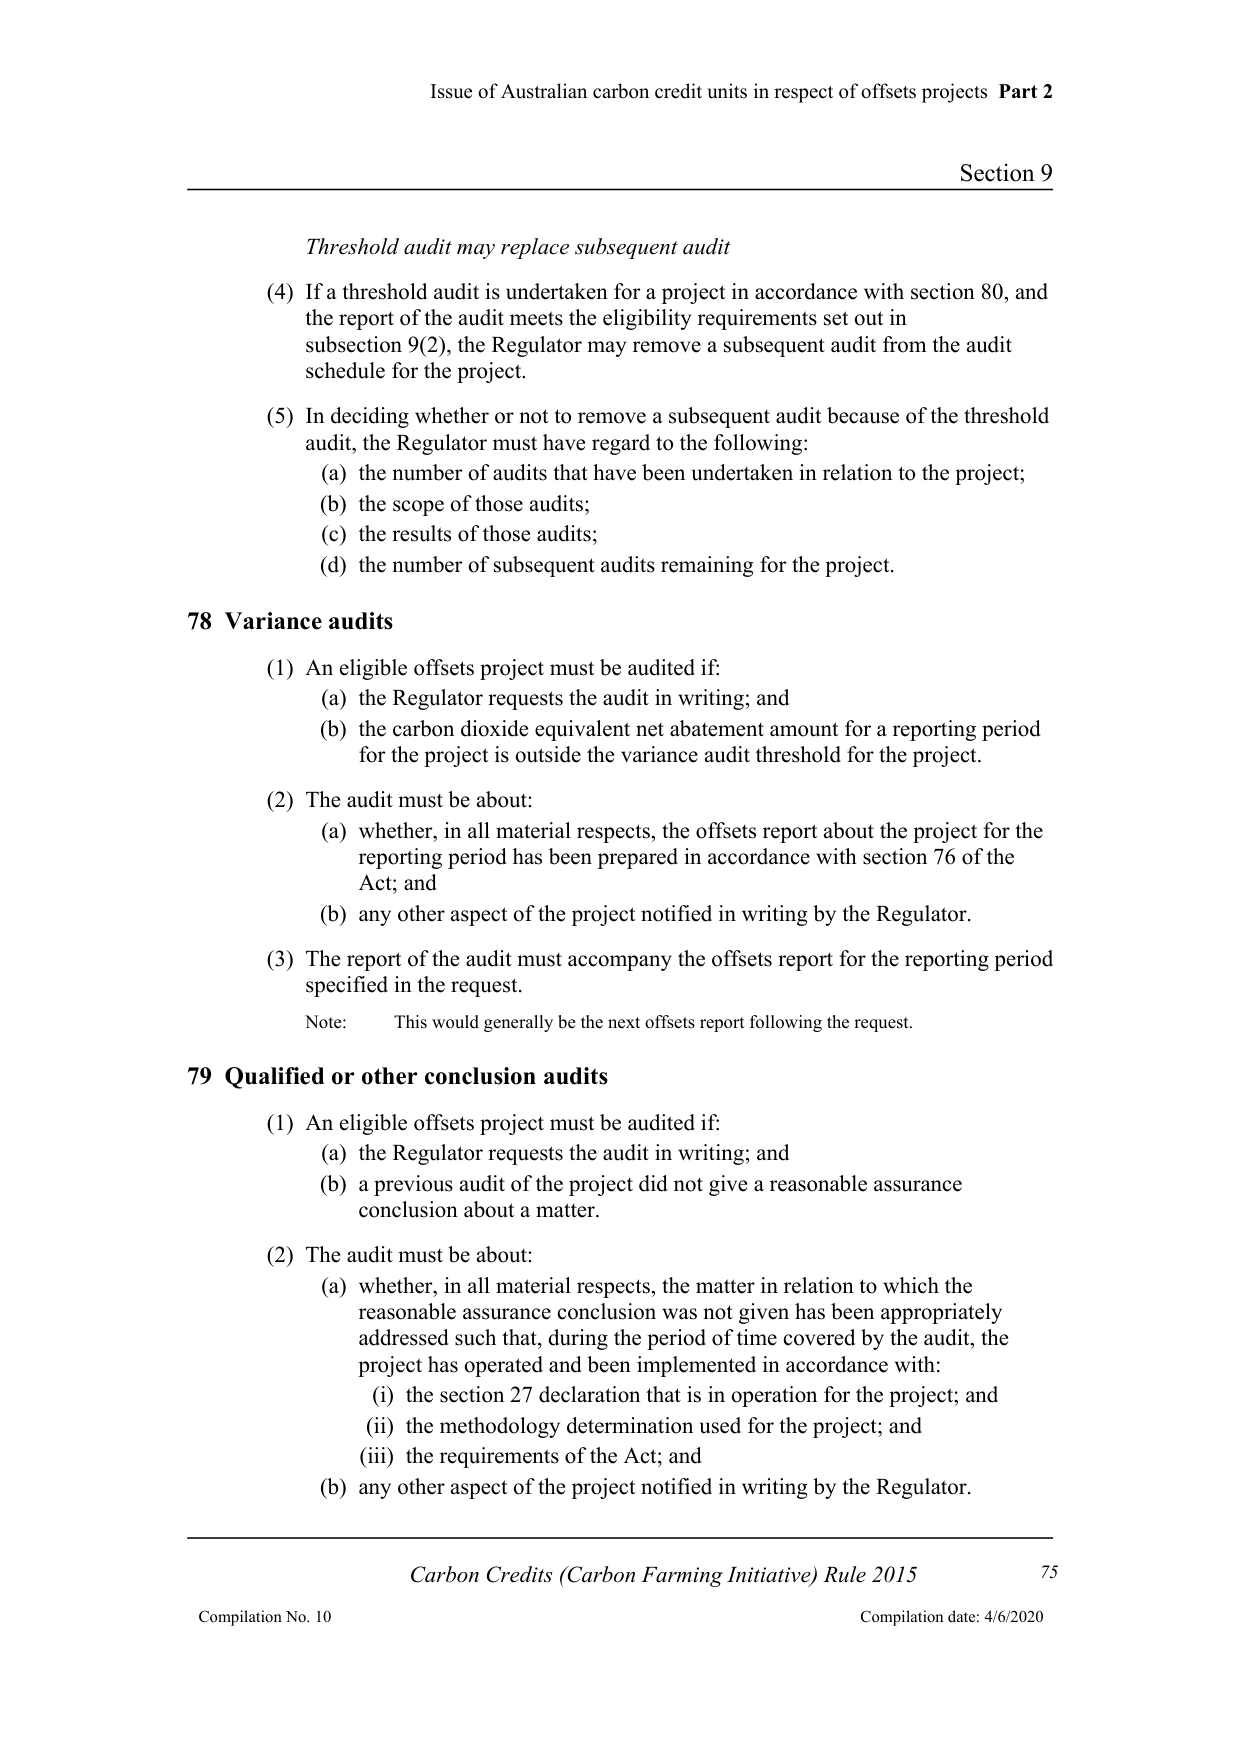 Issue of Australian carbon credit units in respect of offsets projects Part 2
Section 9
Threshold audit may replace subsequent audit
(4) If a threshold audit is undertaken for a project in accordance with section 80, and
the report of the audit meets the eligibility requirements set out in
subsection 9(2), the Regulator may remove a subsequent audit from the audit
schedule for the project.
(5) In deciding whether or not to remove a subsequent audit because of the threshold
audit, the Regulator must have regard to the following:
(a) the number of audits that have been undertaken in relation to the project;
(b) the scope of those audits;
(c) the results of those audits;
(d) the number of subsequent audits remaining for the project.
78 Variance audits
(1) An eligible offsets project must be audited if:
(a) the Regulator requests the audit in writing; and
(b) the carbon dioxide equivalent net abatement amount for a reporting period
for the project is outside the variance audit threshold for the project.
(2) The audit must be about:
(a) whether, in all material respects, the offsets report about the project for the
reporting period has been prepared in accordance with section 76 of the
Act; and
(b) any other aspect of the project notified in writing by the Regulator.
(3) The report of the audit must accompany the offsets report for the reporting period
specified in the request.
Note: This would generally be the next offsets report following the request.
79 Qualified or other conclusion audits
(1) An eligible offsets project must be audited if:
(a) the Regulator requests the audit in writing; and
(b) a previous audit of the project did not give a reasonable assurance
conclusion about a matter.
(2) The audit must be about:
(a) whether, in all material respects, the matter in relation to which the
reasonable assurance conclusion was not given has been appropriately
addressed such that, during the period of time covered by the audit, the
project has operated and been implemented in accordance with:
(i) the section 27 declaration that is in operation for the project; and
(ii) the methodology determination used for the project; and
(iii) the requirements of the Act; and
(b) any other aspect of the project notified in writing by the Regulator.
Carbon Credits (Carbon Farming Initiative) Rule 2015 75
Compilation No. 10 Compilation date: 4/6/2020